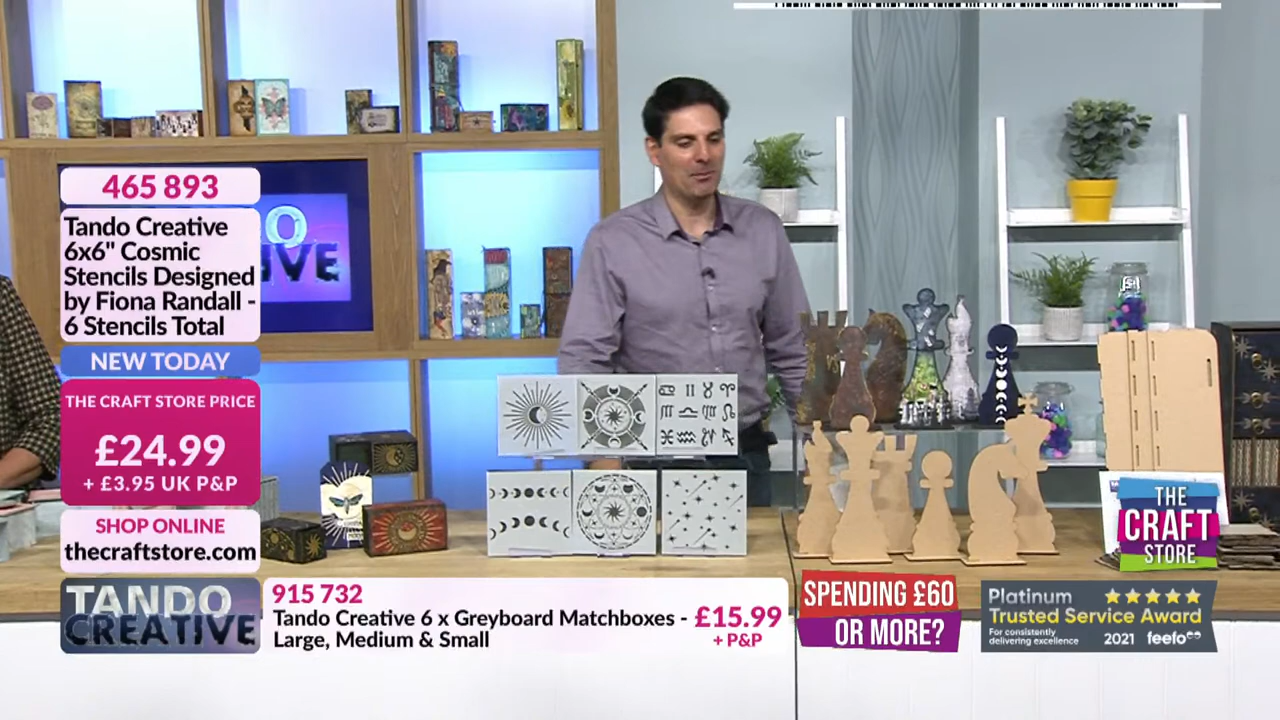 465 893
Tando Creative
6x6" Cosmic
Stencils Designed
by Fiona Randall -
6 Stencils Total
NEW TODAY
THE CRAFT STORE PRICE
£24.99
+ £3.95 UK P&P
SHOP ONLINE
thecraftstore.com
TANDO
CREATIVE
915 732
Tando Creative 6 x Greyboard Matchboxes -
Large, Medium & Small
£15.99
+ P&P
SPENDING £60
OR MORE?
THE
CRAFT
STORE
Platinum
Trusted Service Award
For consistently
delivering excellence
2021 feefo